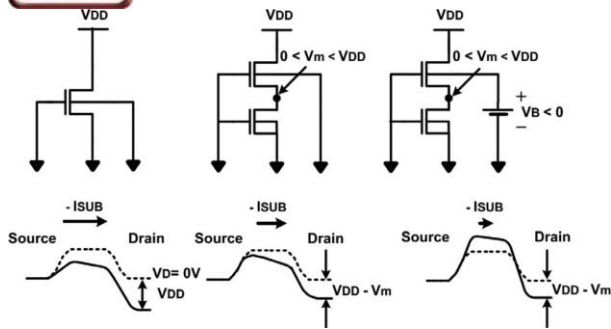 VDD
VDD
VDD
0 < Vm < VDD
0 < Vm < VDD
+
VB < 0
−
- ISUB
- ISUB
- ISUB
Source
Drain
Source
Drain
Source
Drain
VD= 0V
VDD
VDD - Vm
VDD - Vm